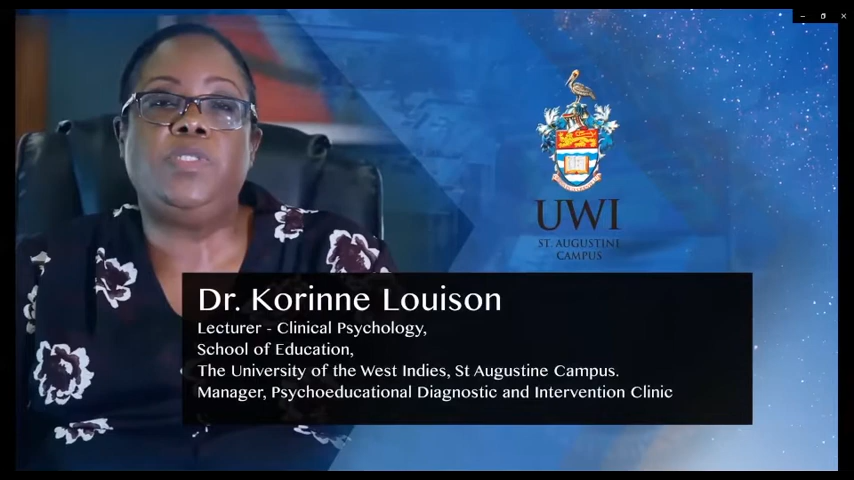 UWI
ST. AUGUSTINE
CAMPUS
Dr. Korinne Louison
Lecturer - Clinical Psychology,
School of Education,
The University of the West Indies, St Augustine Campus.
Manager, Psychoeducational Diagnostic and Intervention Clinic